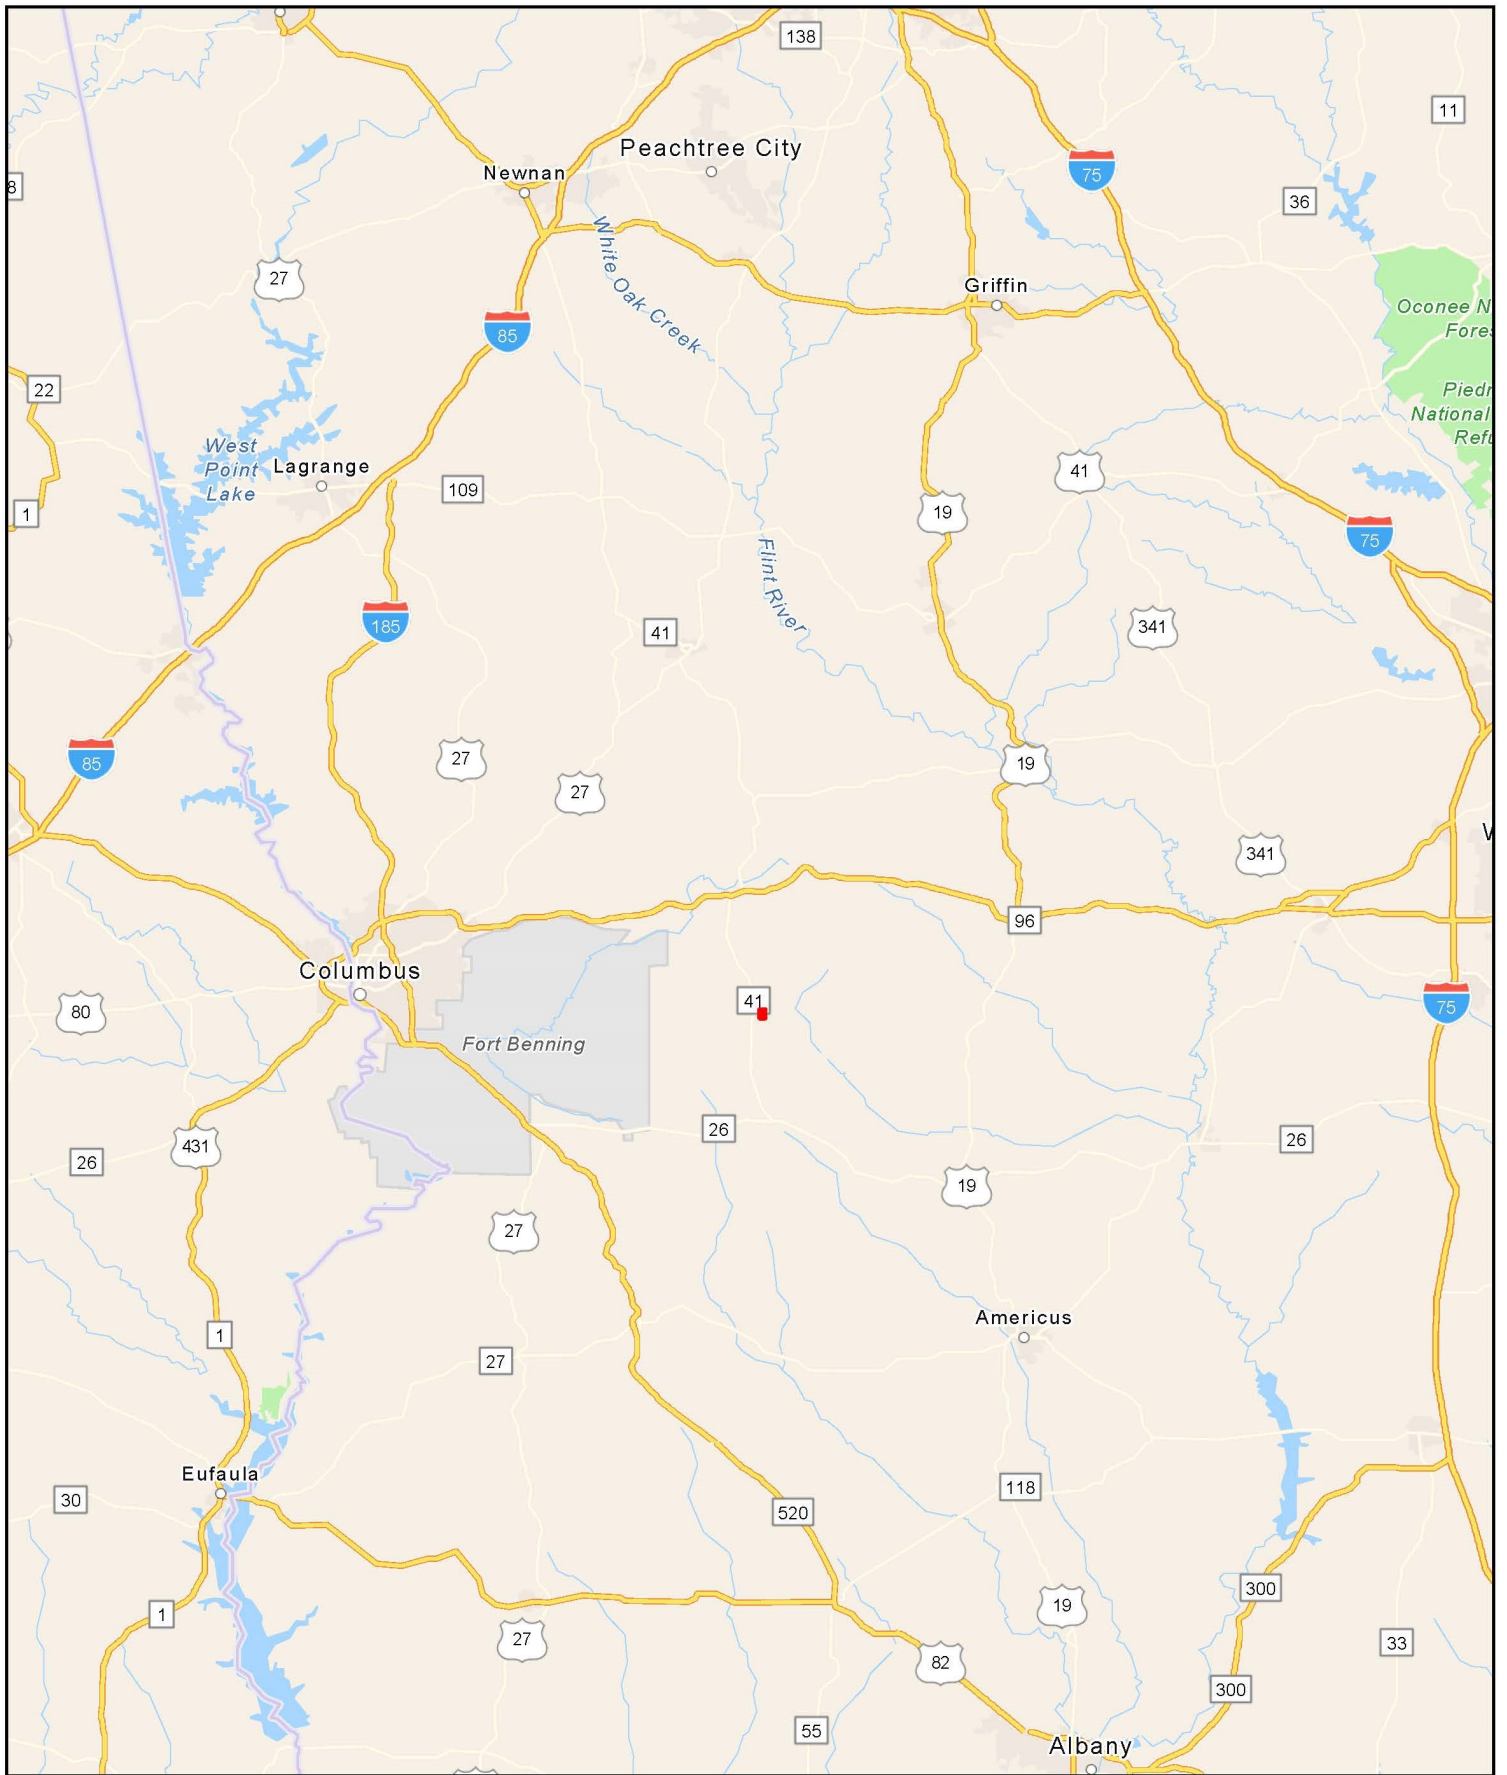 138
11
Peachtree City
Newnan
75
8
36
White Oak Creek
27
Griffin
Oconee N
Fores
85
22
Piedr
National
Refu
West
Point
Lake
Lagrange
41
109
1
19
75
Flint River
185
41
341
27
19
85
27
341
96
Columbus
41
75
80
Fort Benning
26
26
431
26
19
27
Americus
1
27
Eufaula
118
30
520
300
19
1
27
33
82
300
55
Albany